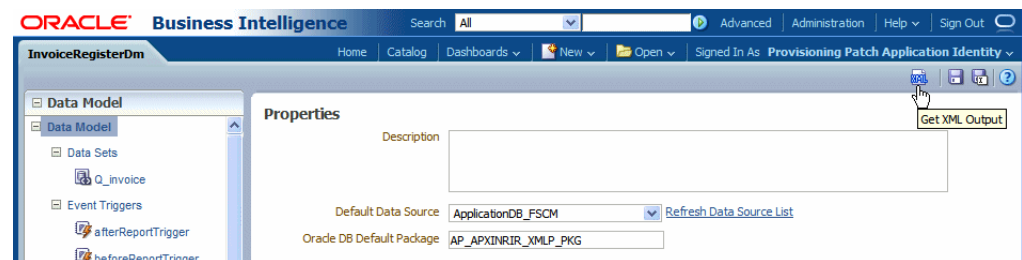 ORACLE Business Intelligence Search All Advanced Administration Help Sign Out
InvoiceRegisterDm Home Catalog Dashboards New Open Signed In As Provisioning Patch Application Identity
XML
Get XML Output
Data Model
Data Model
Data Sets
Q_invoice
Event Triggers
afterReportTrigger
beforeReportTrigger
Properties
Description
Default Data Source ApplicationDB_FSCM Refresh Data Source List
Oracle DB Default Package AP_APXINRIR_XMLP_PKG